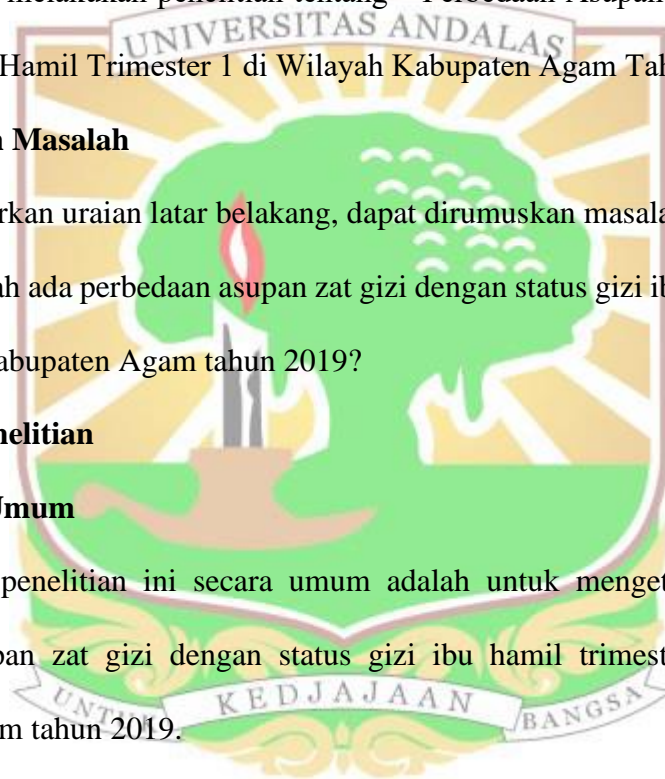 melakukan penelitian tentang " Perbedaan Asupan
UNIVERSITAS ANDALAS
Hamil Trimester 1 di Wilayah Kabupaten Agam Tah
Masalah
rkan uraian latar belakang, dapat dirumuskan masala
ah ada perbedaan asupan zat gizi dengan status gizi ib
abupaten Agam tahun 2019?
nelitian
Umum
penelitian ini secara umum adalah untuk menget
pan zat gizi dengan status gizi ibu hamil trimest
UNTUK KEDJAJAAN BANGSA
m tahun 2019.